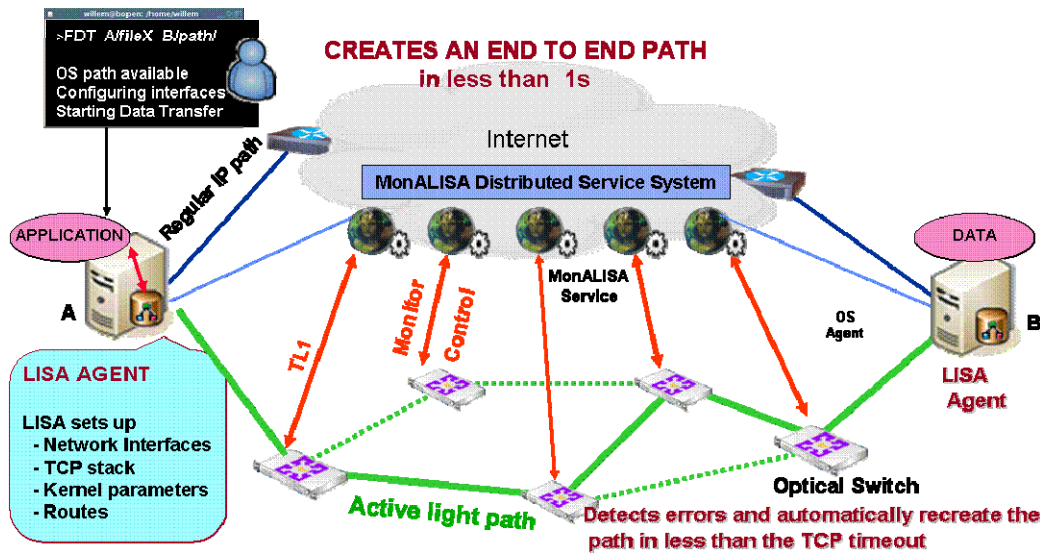 willem@bopen: /home/willem
>FDT A/fileX B/path/
OS path available
Configuring interfaces
Starting Data Transfer
CREATES AN END TO END PATH
in less than 1s
Internet
MonALISA Distributed Service System
Regular IP path
APPLICATION
DATA
A
B
MonALISA
Service
TL1
Monitor
Control
OS
Agent
LISA
Agent
LISA AGENT
LISA sets up
- Network Interfaces
- TCP stack
- Kernel parameters
- Routes
Active light path
Optical Switch
Detects errors and automatically recreate the
path in less than the TCP timeout